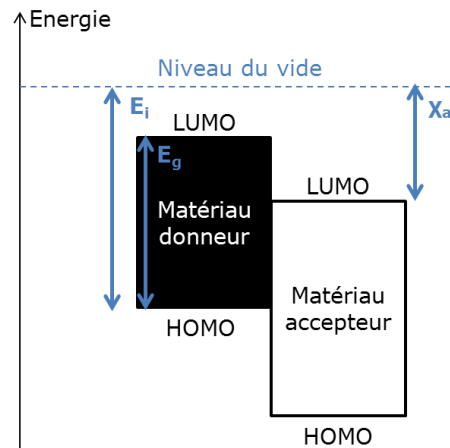 Energie
Niveau du vide
Ei
Xa
LUMO
Eg
LUMO
Matériau
donneur
Matériau
accepteur
HOMO
HOMO